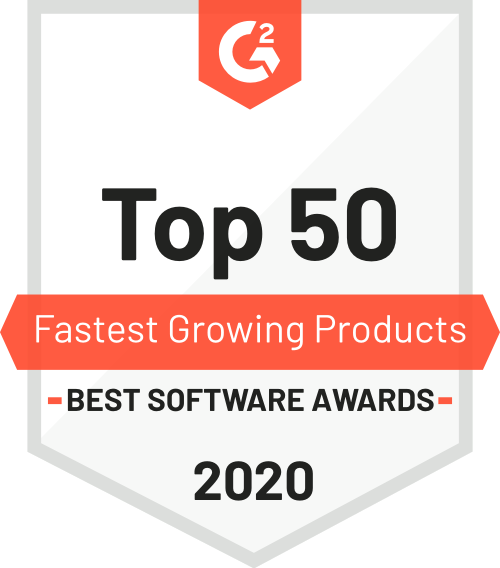 G2
Top 50
Fastest Growing Products
BEST SOFTWARE AWARDS
2020